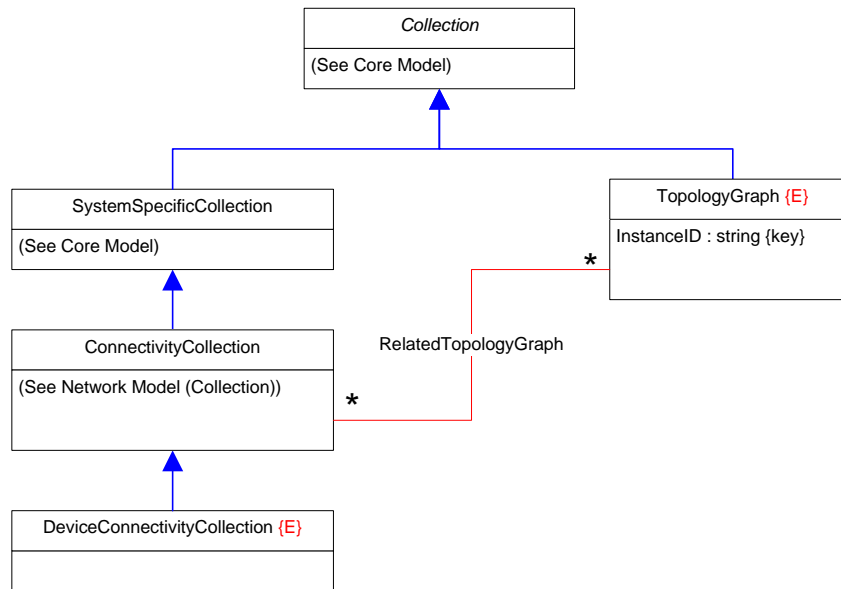 Collection
(See Core Model)
SystemSpecificCollection
(See Core Model)
TopologyGraph {E}
InstanceID : string {key}
*
RelatedTopologyGraph
*
ConnectivityCollection
(See Network Model (Collection))
DeviceConnectivityCollection {E}